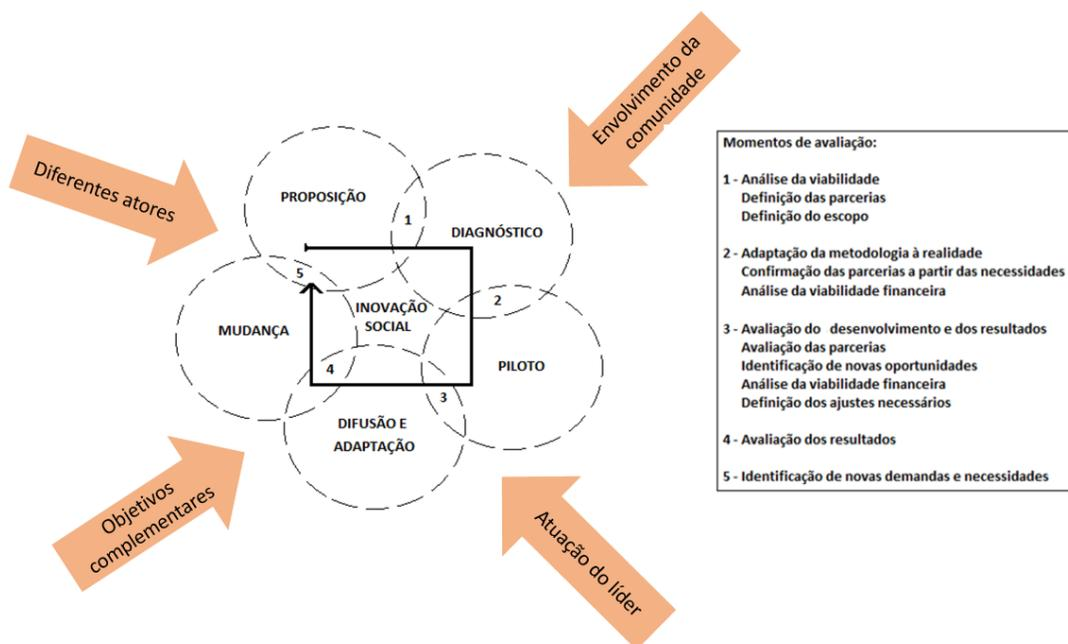 Envolvimento da
comunidade
Diferentes atores
PROPOSIÇÃO
1
DIAGNÓSTICO
5
2
INOVAÇÃO
SOCIAL
MUDANÇA
PILOTO
4
3
DIFUSÃO E
ADAPTAÇÃO
Objetivos
complementares
Atuação do líder
Momentos de avaliação:
1 - Análise da viabilidade
Definição das parcerias
Definição do escopo
2 - Adaptação da metodologia à realidade
Confirmação das parcerias a partir das necessidades
Análise da viabilidade financeira
3 - Avaliação do desenvolvimento e dos resultados
Avaliação das parcerias
Identificação de novas oportunidades
Análise da viabilidade financeira
Definição dos ajustes necessários
4 - Avaliação dos resultados
5 - Identificação de novas demandas e necessidades